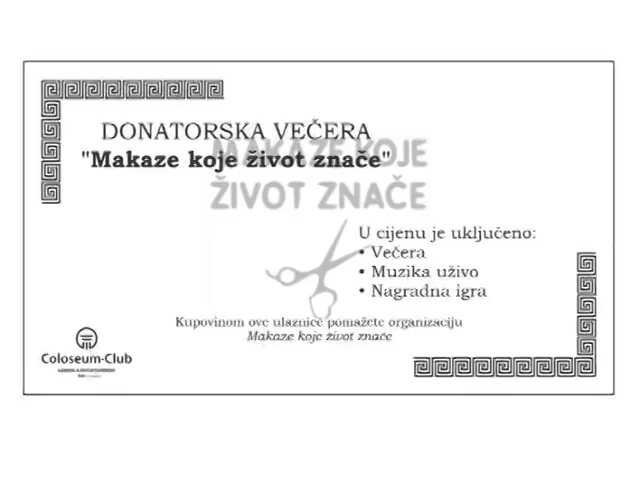 DONATORSKA VEČERA
"Makaze koje život znače"
MAKAZE KOJE
ŽIVOT ZNAČE
U cijenu je uključeno:
• Večera
• Muzika uživo
• Nagradna igra
Kupovinom ove ulaznice pomažete organizaciju
Makaze koje život znače
Coloseum-Club